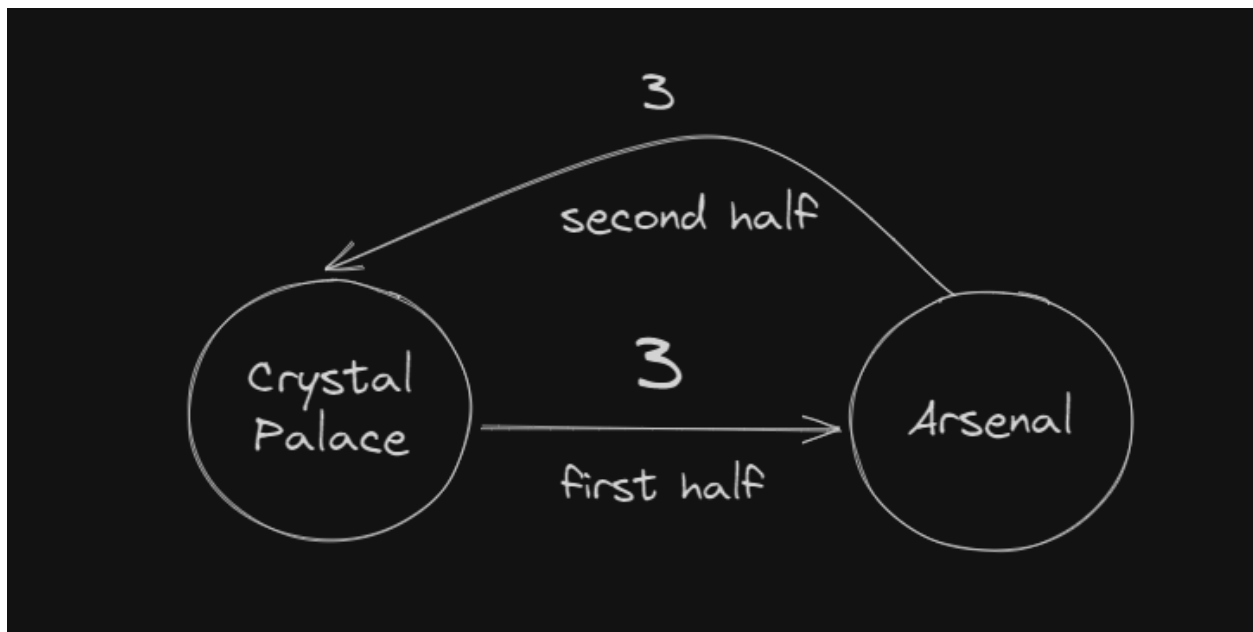 3
second half
Crystal
Palace
3
first half
Arsenal